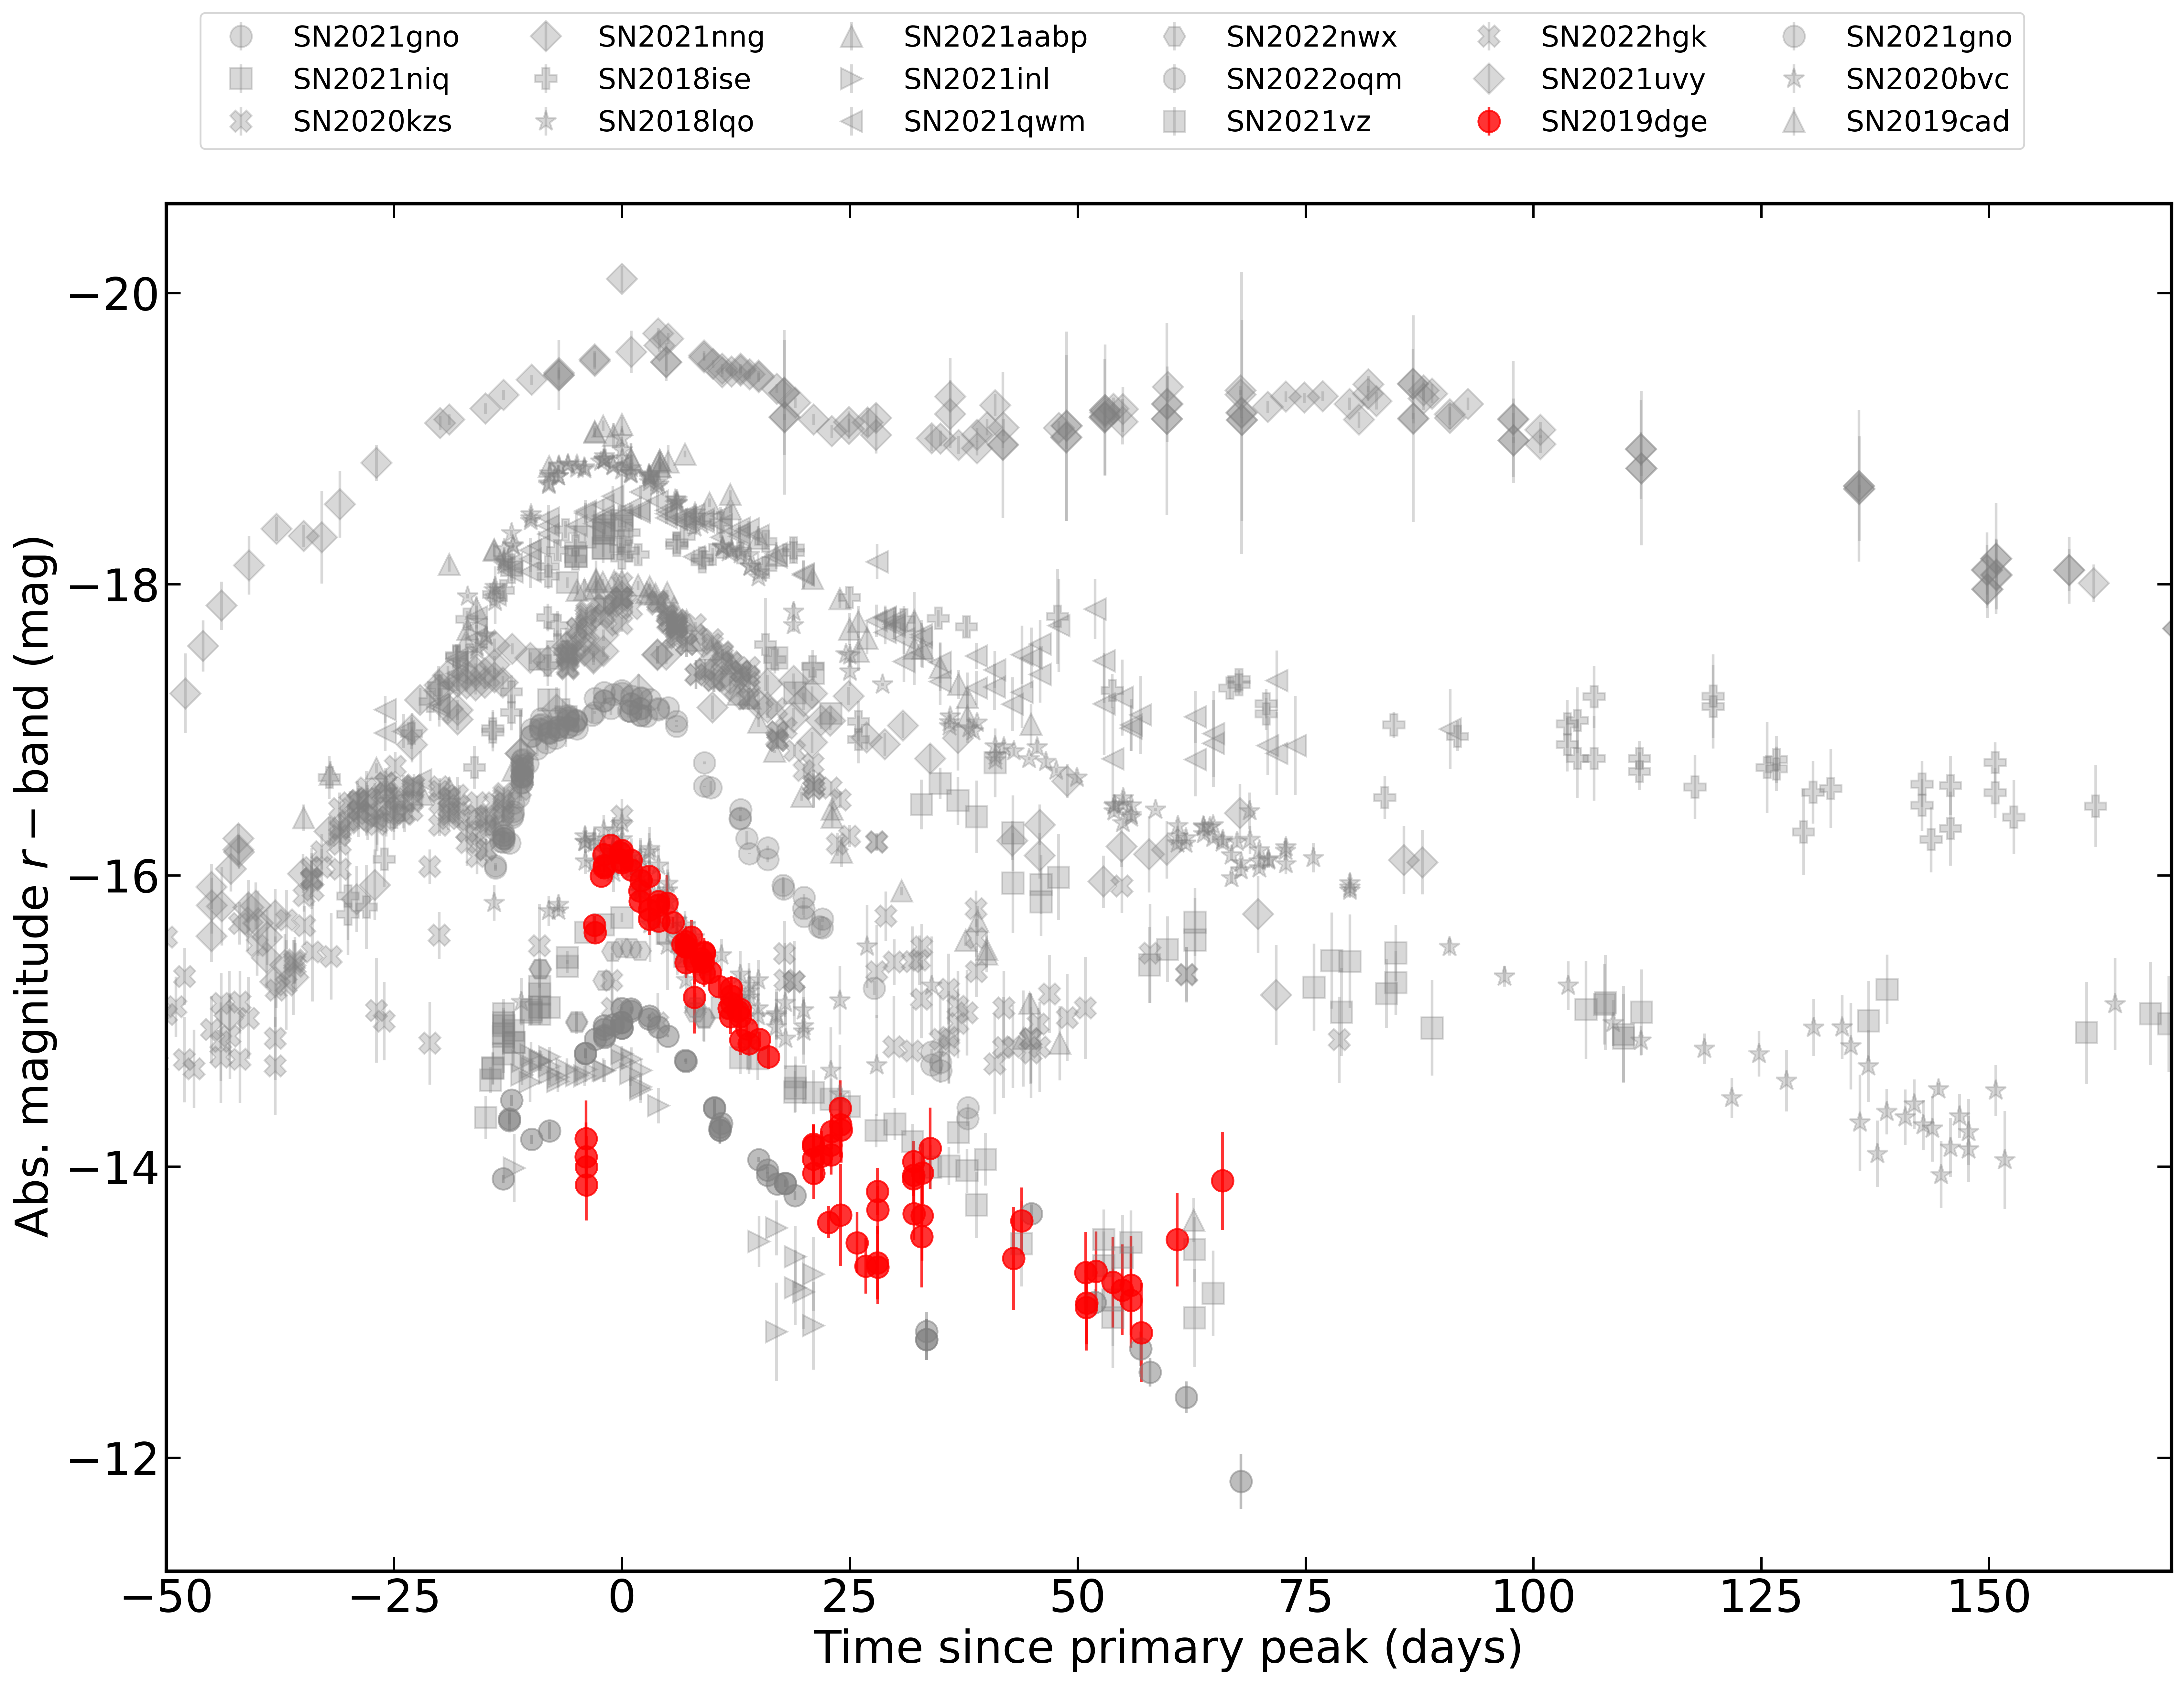 SN2021gno SN2021nng SN2021aabp SN2022nwx SN2022hgk SN2021gno
SN2021niq SN2018ise SN2021inl SN2022oqm SN2021uvy SN2020bvc
SN2020kzs SN2018lqo SN2021qwm SN2021vz SN2019dge SN2019cad
Abs. magnitude r − band (mag)
−20
−18
−16
−14
−12
−50 −25 0 25 50 75 100 125 150
Time since primary peak (days)